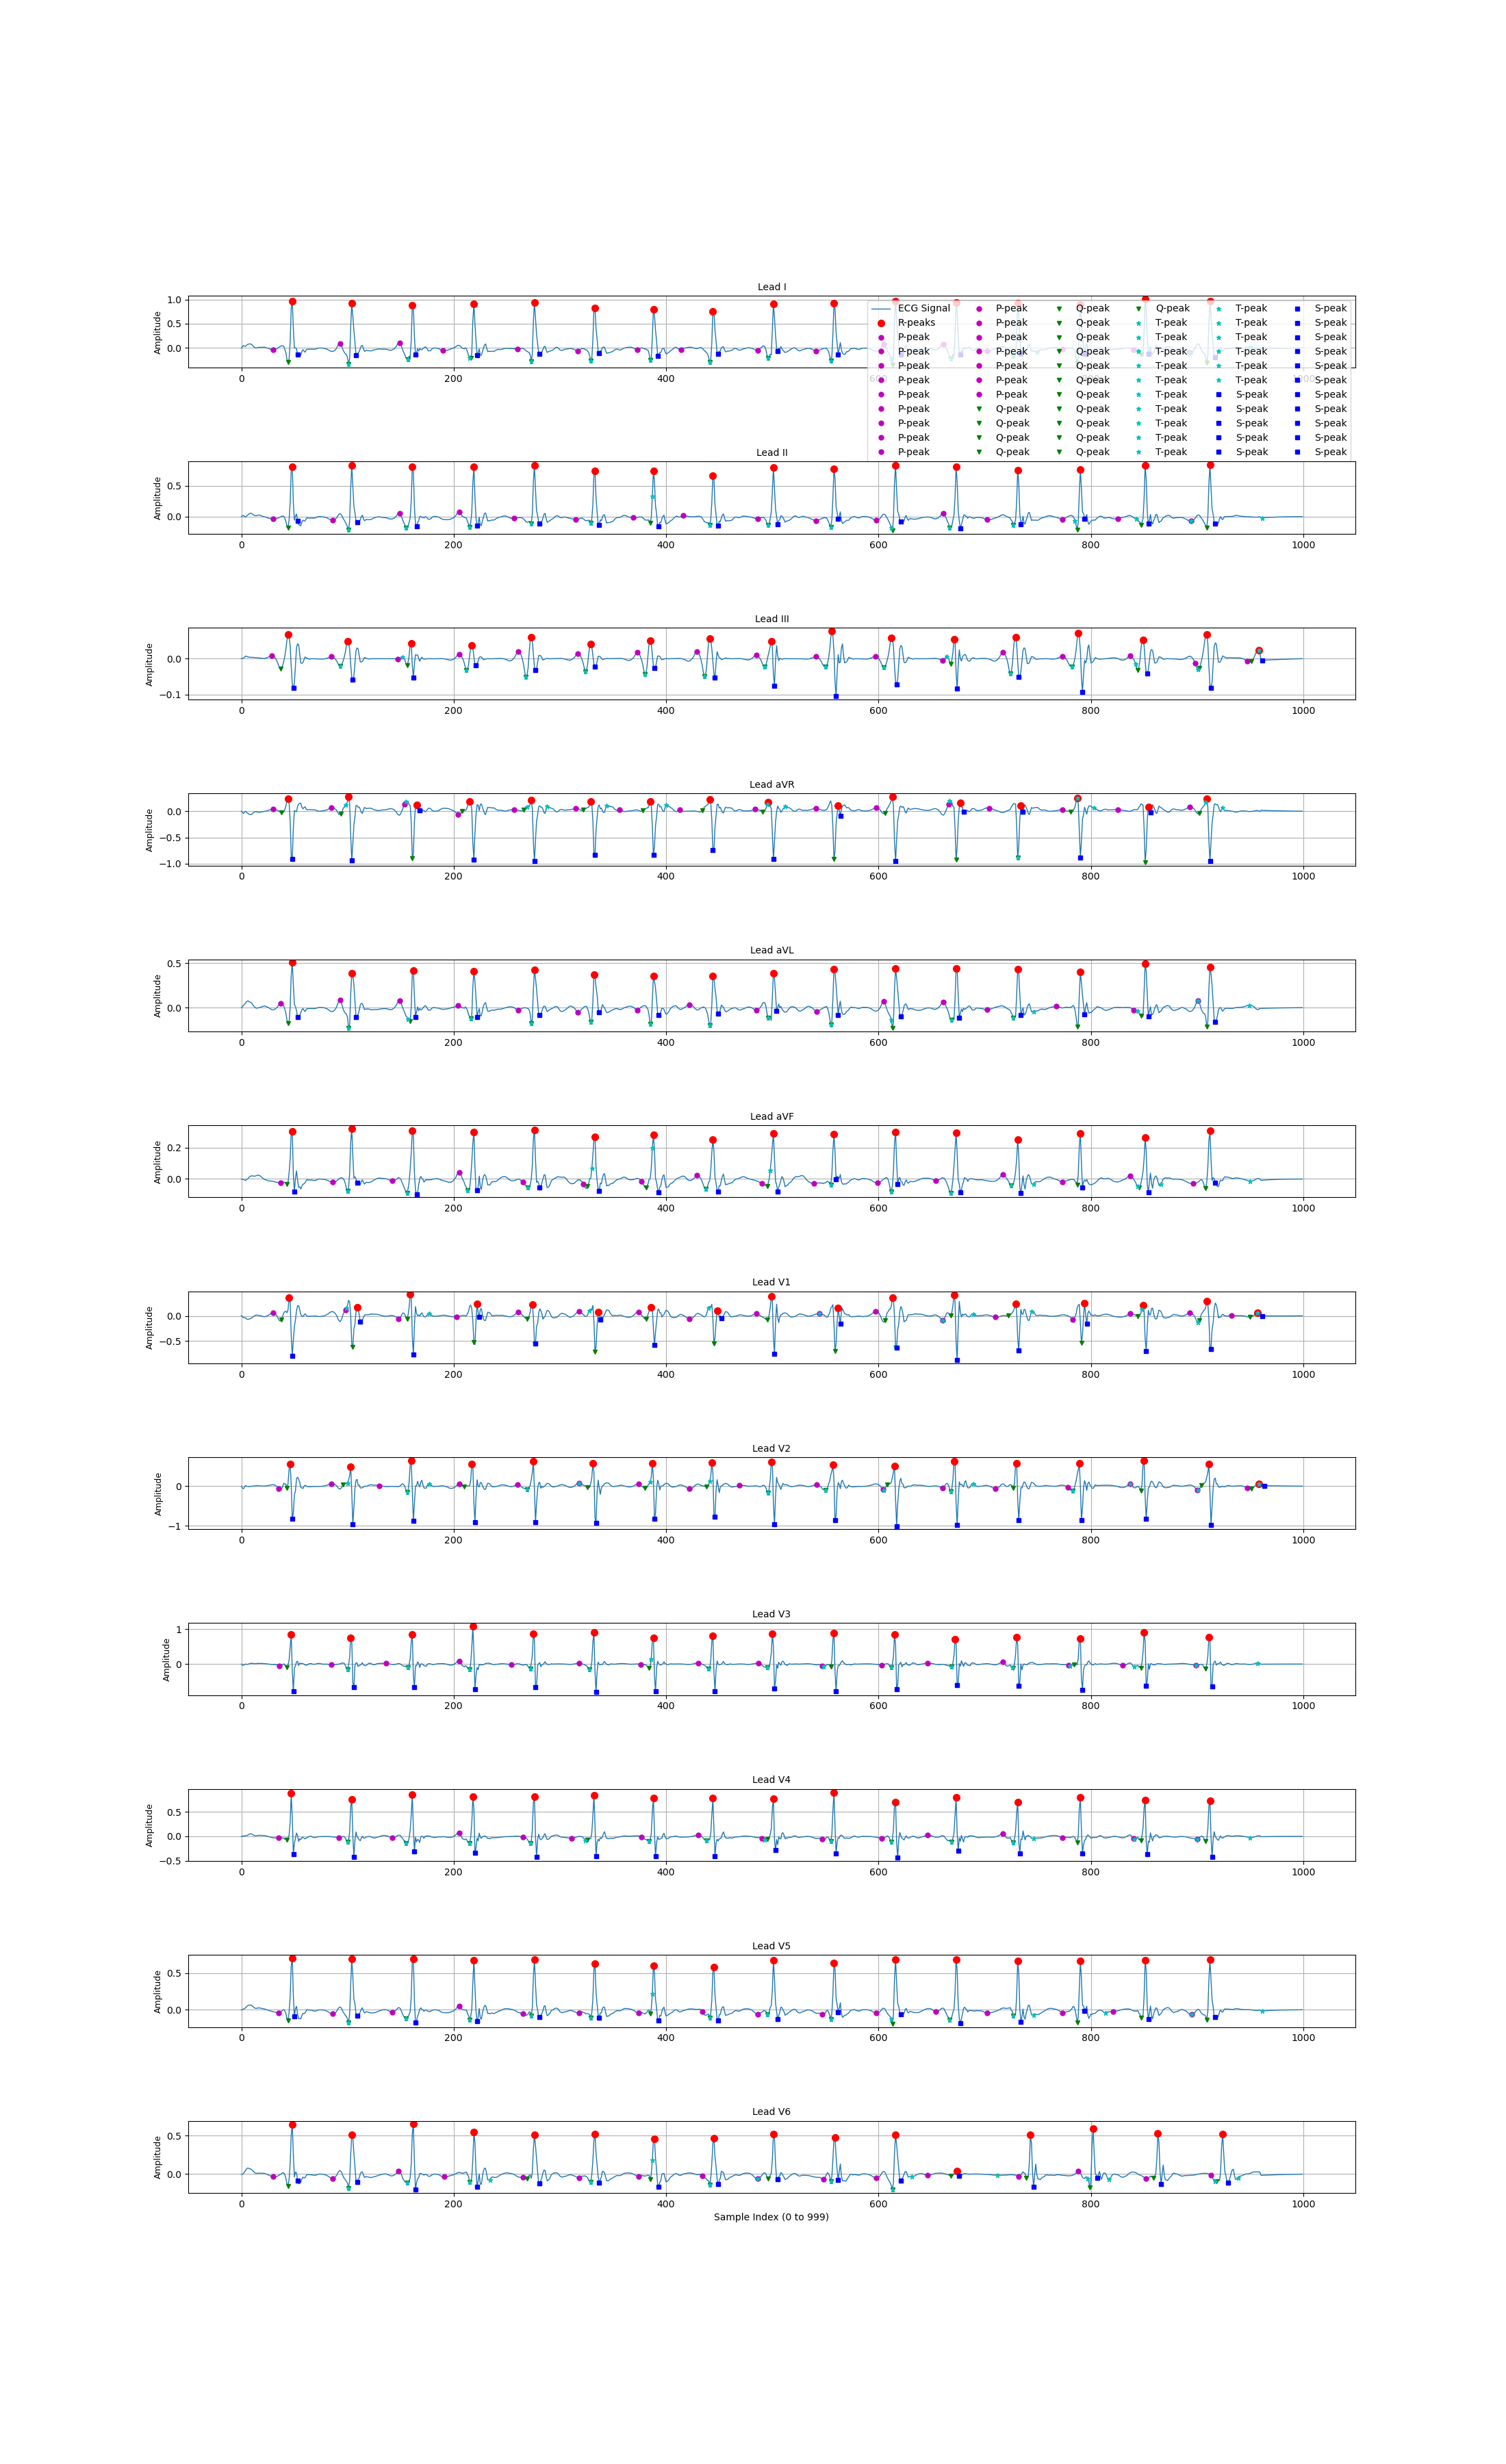 Lead I
Amplitude
1.0
0.5
0.0
0 200 400 600 800 1000
ECG Signal P-peak Q-peak Q-peak T-peak S-peak
R-peaks P-peak Q-peak T-peak T-peak S-peak
P-peak P-peak Q-peak T-peak T-peak S-peak
P-peak P-peak Q-peak T-peak T-peak S-peak
P-peak P-peak Q-peak T-peak T-peak S-peak
P-peak P-peak Q-peak T-peak T-peak S-peak
P-peak P-peak Q-peak T-peak S-peak S-peak
P-peak Q-peak Q-peak T-peak S-peak S-peak
P-peak Q-peak Q-peak T-peak S-peak S-peak
P-peak Q-peak Q-peak T-peak S-peak S-peak
P-peak Q-peak Q-peak T-peak S-peak S-peak
Lead II
Amplitude
0.5
0.0
0 200 400 600 800 1000
Lead III
Amplitude
0.0
−0.1
0 200 400 600 800 1000
Lead aVR
Amplitude
0.0
−0.5
−1.0
0 200 400 600 800 1000
Lead aVL
Amplitude
0.5
0.0
0 200 400 600 800 1000
Lead aVF
Amplitude
0.2
0.0
0 200 400 600 800 1000
Lead V1
Amplitude
0.0
−0.5
0 200 400 600 800 1000
Lead V2
Amplitude
0
−1
0 200 400 600 800 1000
Lead V3
Amplitude
1
0
0 200 400 600 800 1000
Lead V4
Amplitude
0.5
0.0
−0.5
0 200 400 600 800 1000
Lead V5
Amplitude
0.5
0.0
0 200 400 600 800 1000
Lead V6
Amplitude
0.5
0.0
0 200 400 600 800 1000
Sample Index (0 to 999)